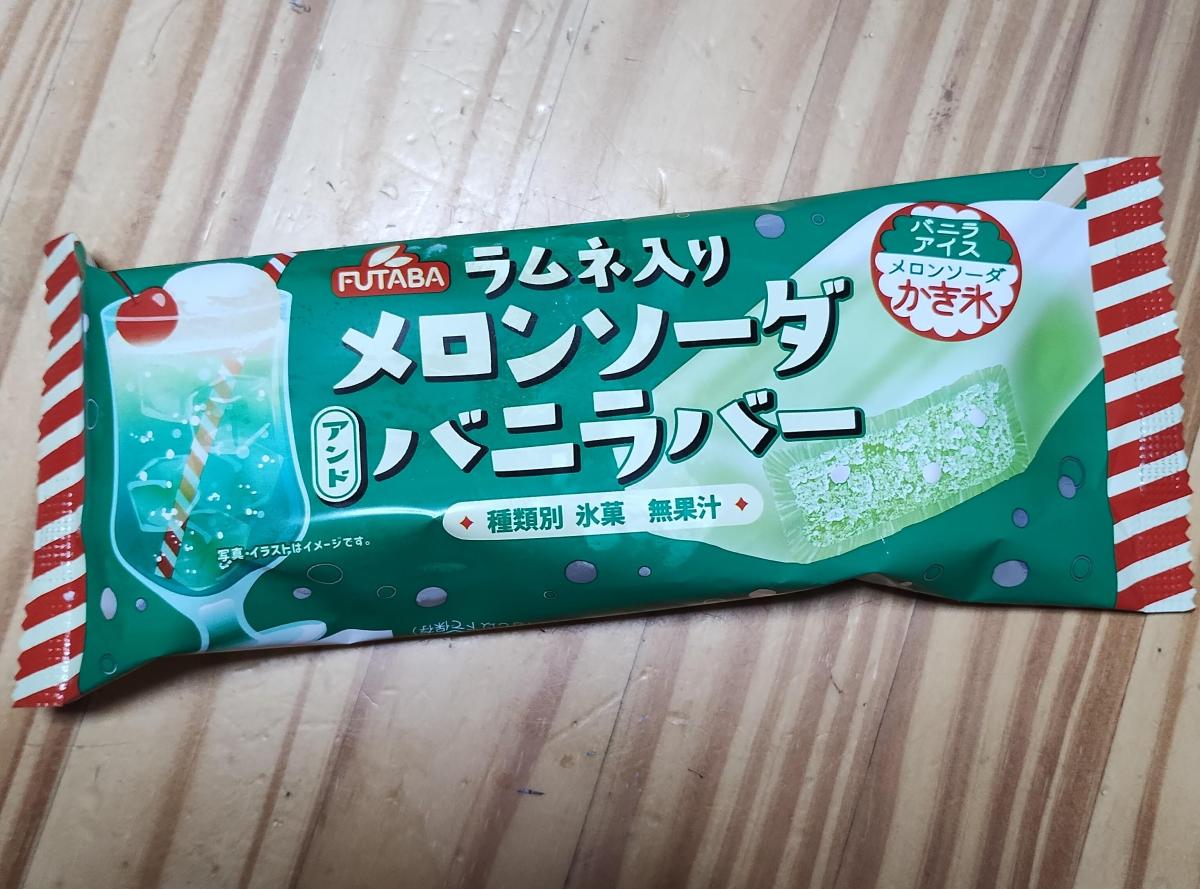 FUTABA
ラムネ入り
メロンソーダ
アンド
バニラバー
種類別 氷菓 無果汁
バニラ
アイス
メロンソーダ
かき氷
写真・イラストはイメージです。